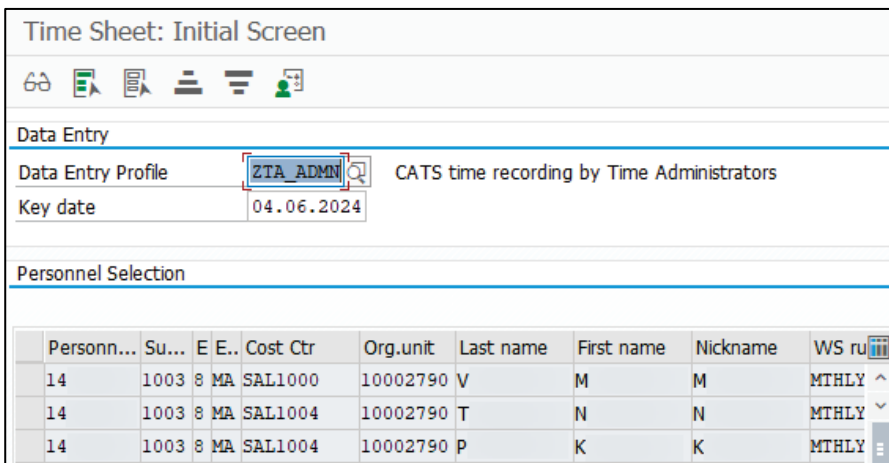 Time Sheet: Initial Screen
Data Entry
Data Entry Profile ZTA_ADMN CATS time recording by Time Administrators
Key date 04.06.2024
Personnel Selection
Personn... Su... E E.. Cost Ctr Org.unit Last name First name Nickname WS ru
14 1003 8 MA SAL1000 10002790 V M M MTHLY
14 1003 8 MA SAL1004 10002790 T N N MTHLY
14 1003 8 MA SAL1004 10002790 P K K MTHLY